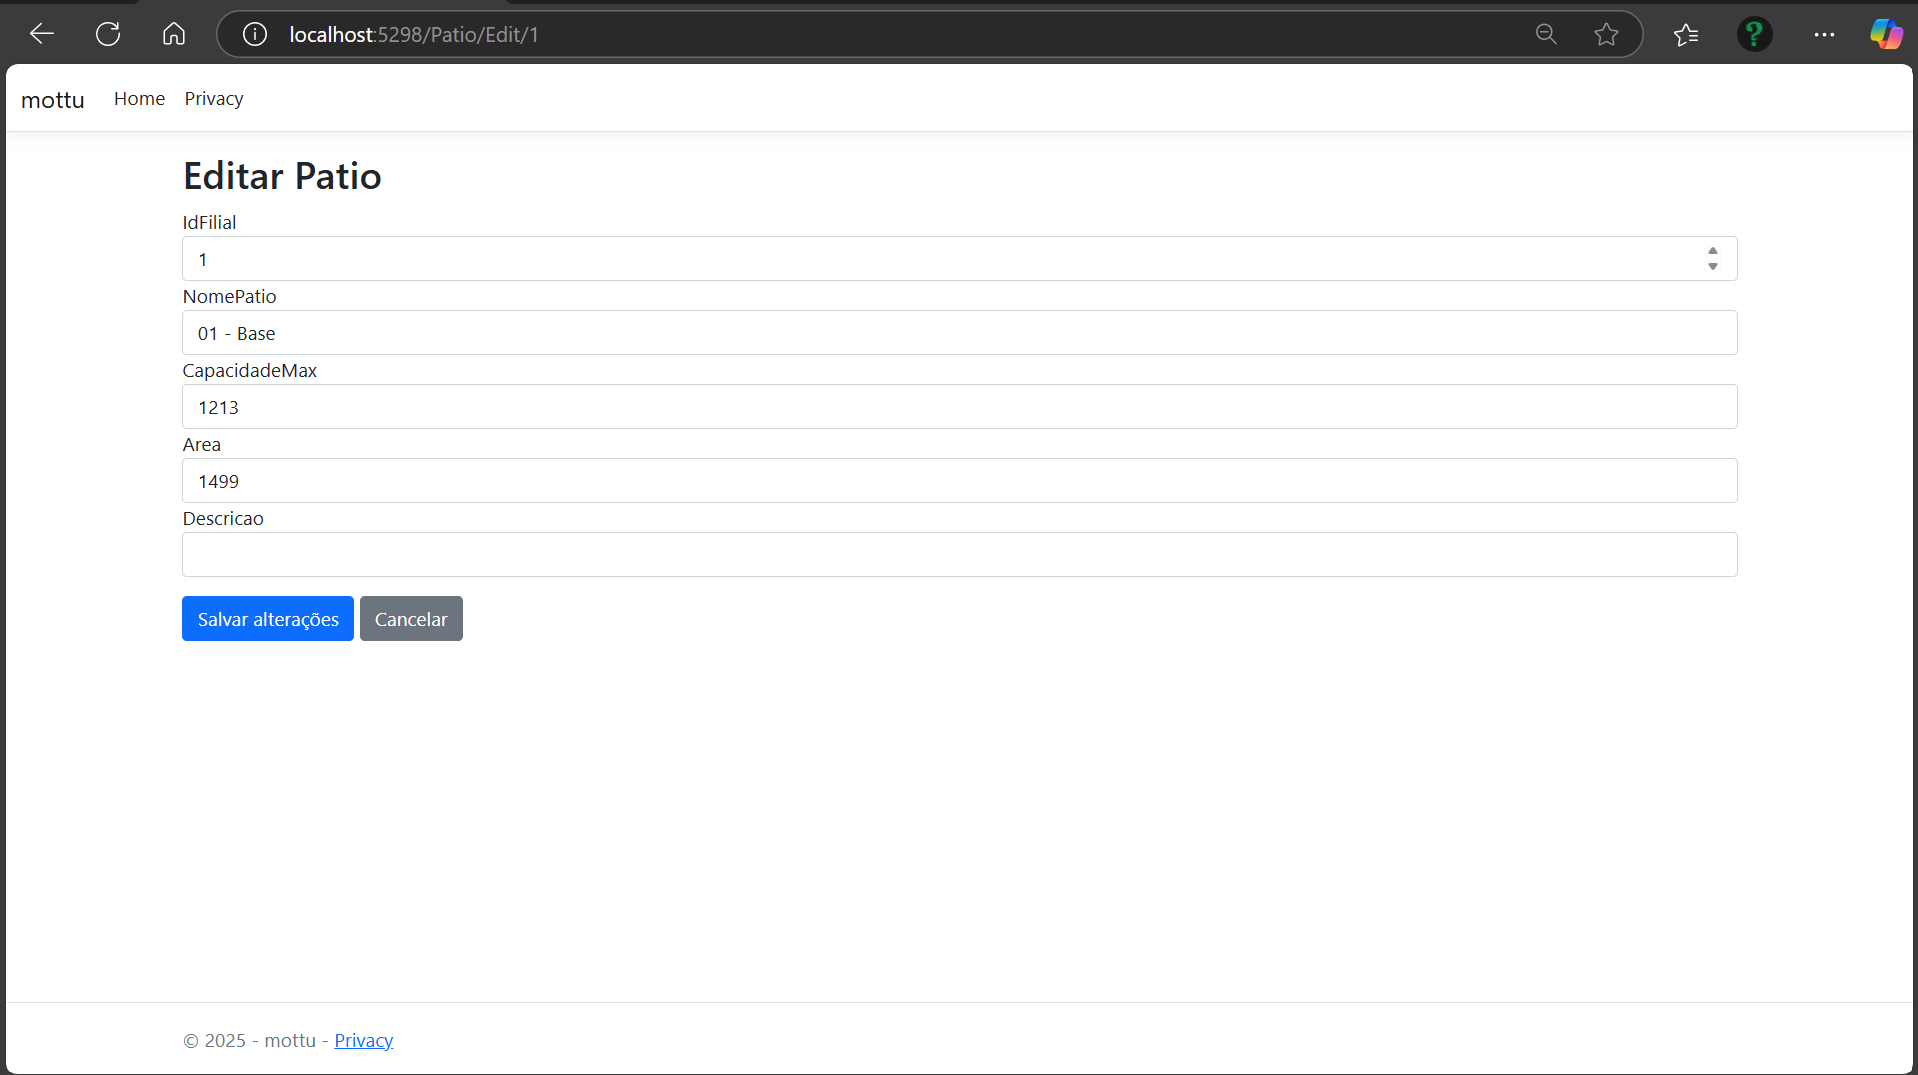 localhost:5298/Patio/Edit/1
mottu Home Privacy
Editar Patio
IdFilial
1
NomePatio
01 - Base
CapacidadeMax
1213
Area
1499
Descricao
Salvar alterações Cancelar
© 2025 - mottu - Privacy